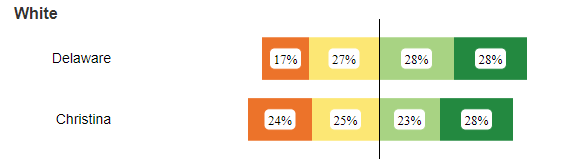 White
Delaware 17% 27% 28% 28%
Christina 24% 25% 23% 28%